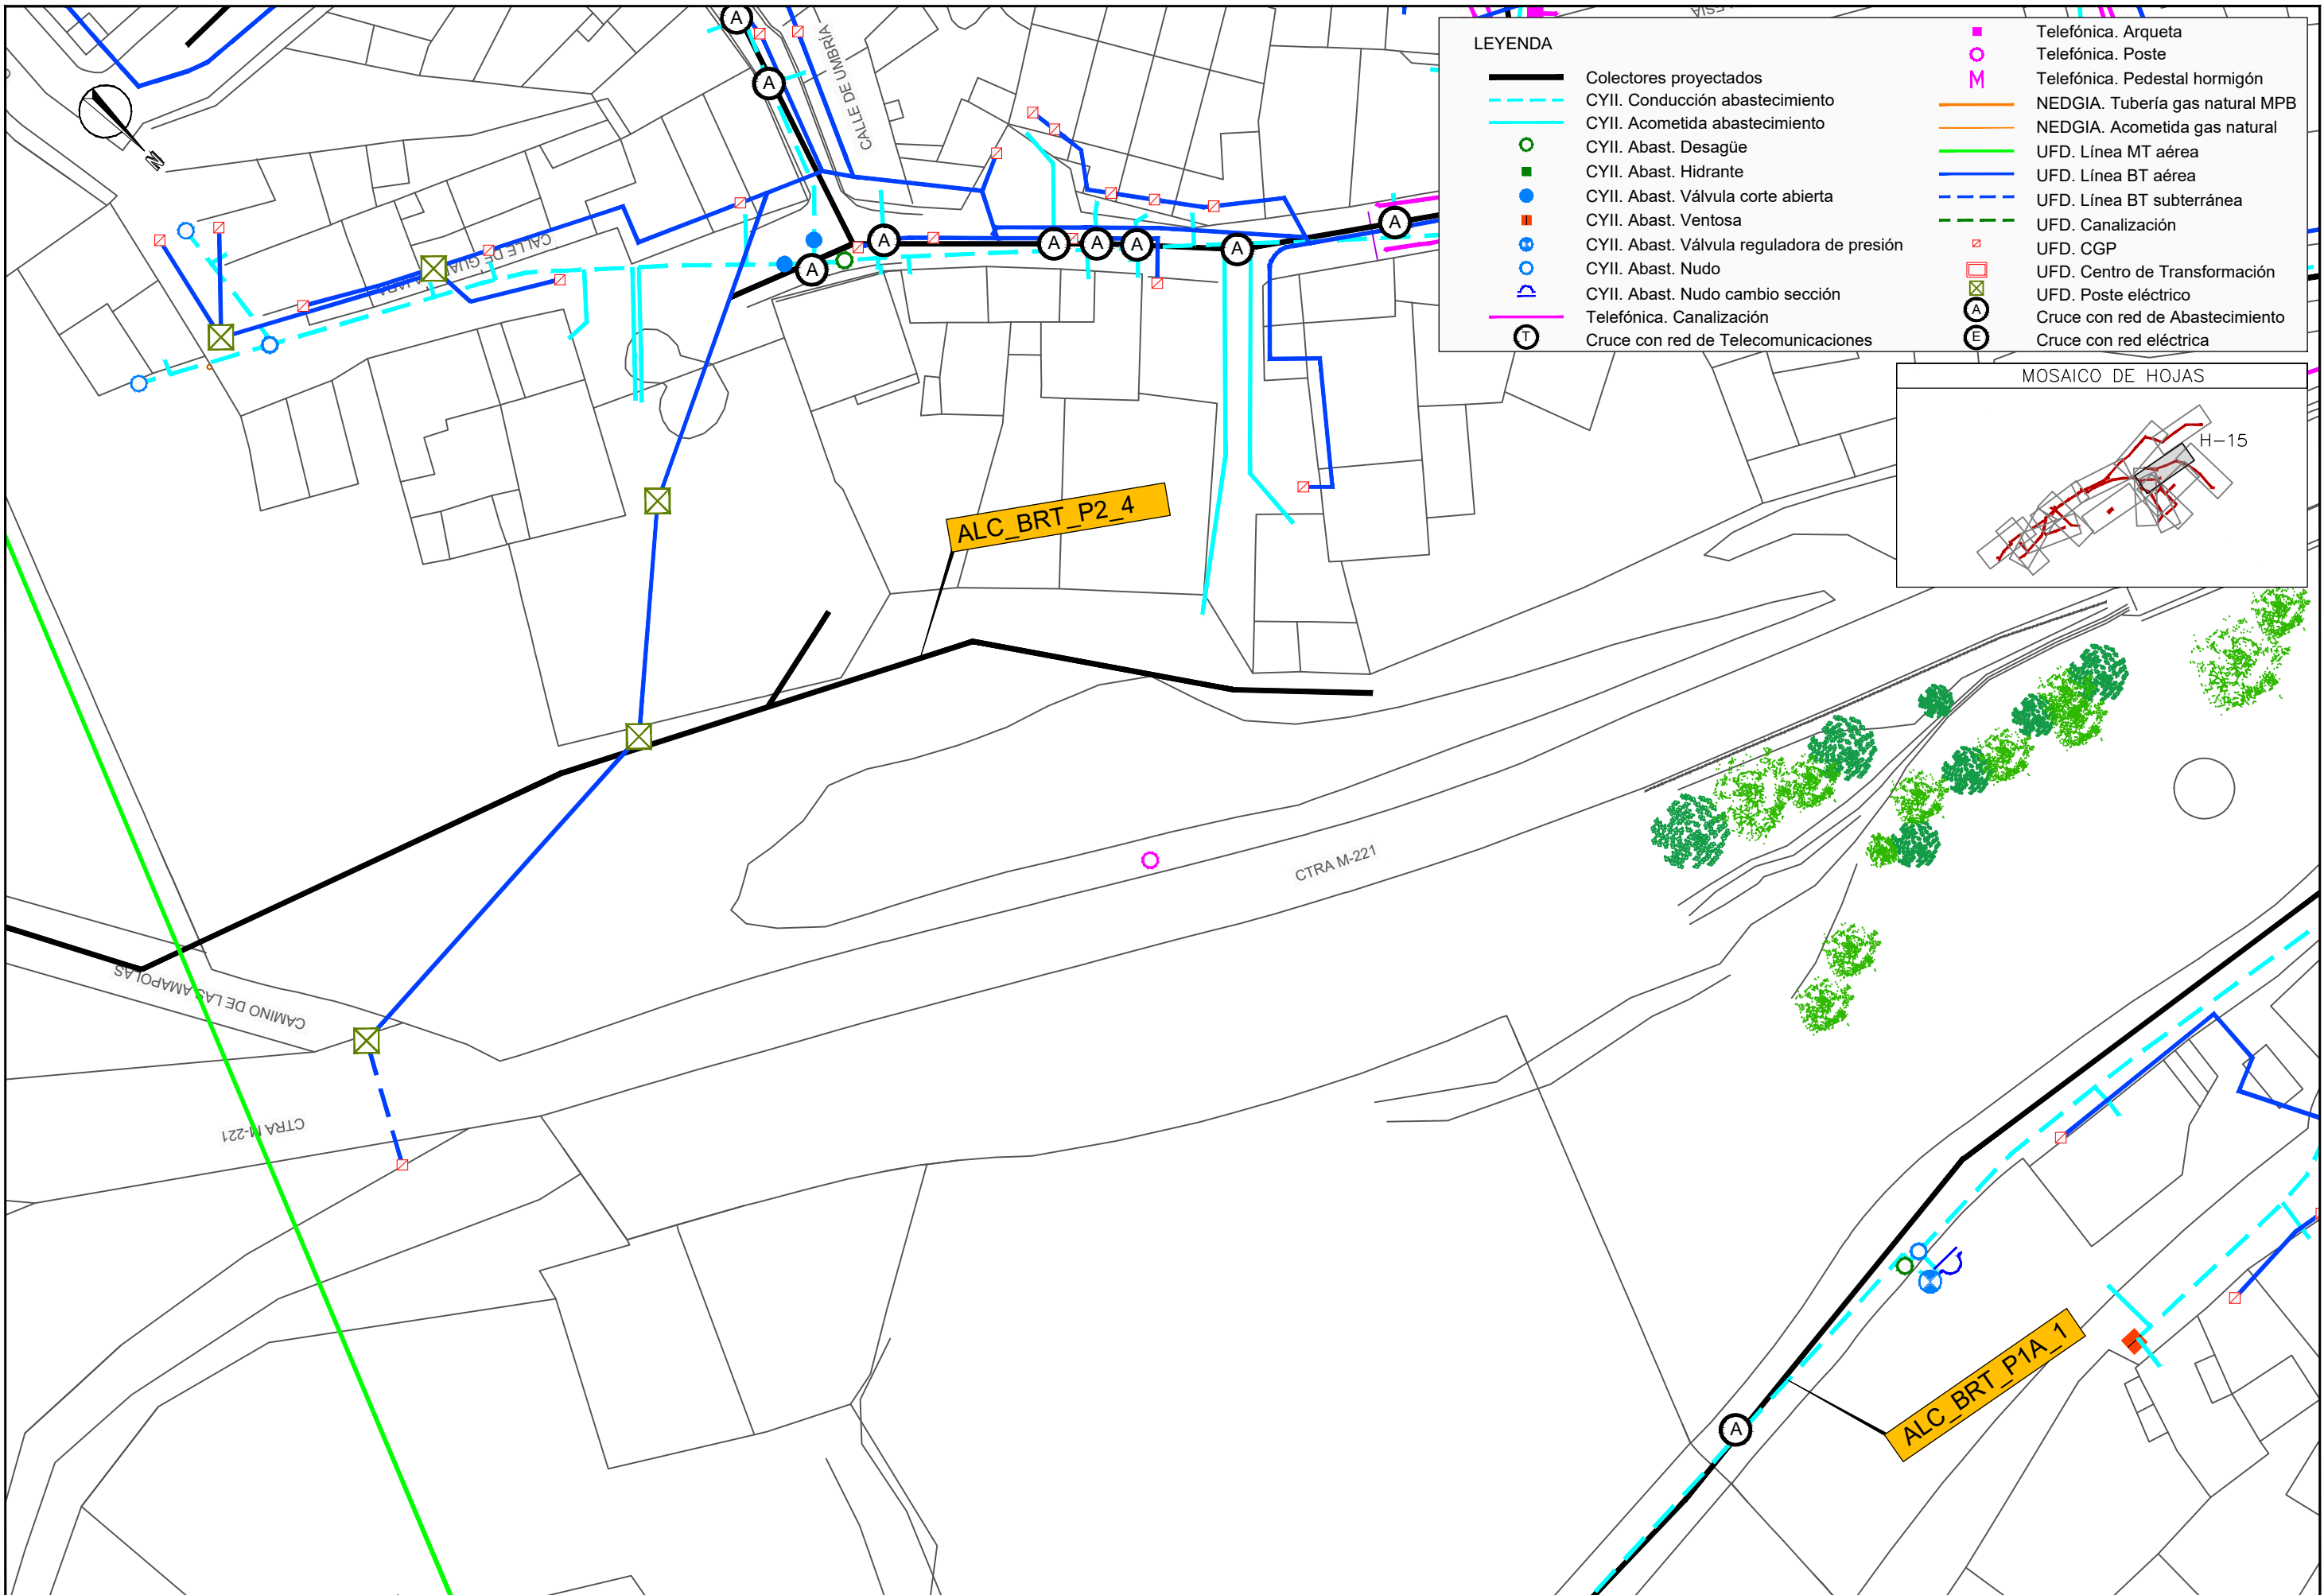 LEYENDA
Colectores proyectados
CYII. Conducción abastecimiento
CYII. Acometida abastecimiento
CYII. Abast. Desagüe
CYII. Abast. Hidrante
CYII. Abast. Válvula corte abierta
CYII. Abast. Ventosa
CYII. Abast. Válvula reguladora de presión
CYII. Abast. Nudo
CYII. Abast. Nudo cambio sección
Telefónica. Canalización
T
Cruce con red de Telecomunicaciones
Telefónica. Arqueta
Telefónica. Poste
M
Telefónica. Pedestal hormigón
NEDGIA. Tubería gas natural MPB
NEDGIA. Acometida gas natural
UFD. Línea MT aérea
UFD. Línea BT aérea
UFD. Línea BT subterránea
UFD. Canalización
UFD. CGP
UFD. Centro de Transformación
UFD. Poste eléctrico
A
Cruce con red de Abastecimiento
E
Cruce con red eléctrica
MOSAICO DE HOJAS
H-15
N
CALLE DE UMBRÍA
A
A
A
A
A
A
A
A
A
CALLE DE
ALC_BRT_P2_4
CTRA M-221
CAMINO DE LAS AMAPOLAS
CTRA M-221
ALC_BRT_P1A_1
A